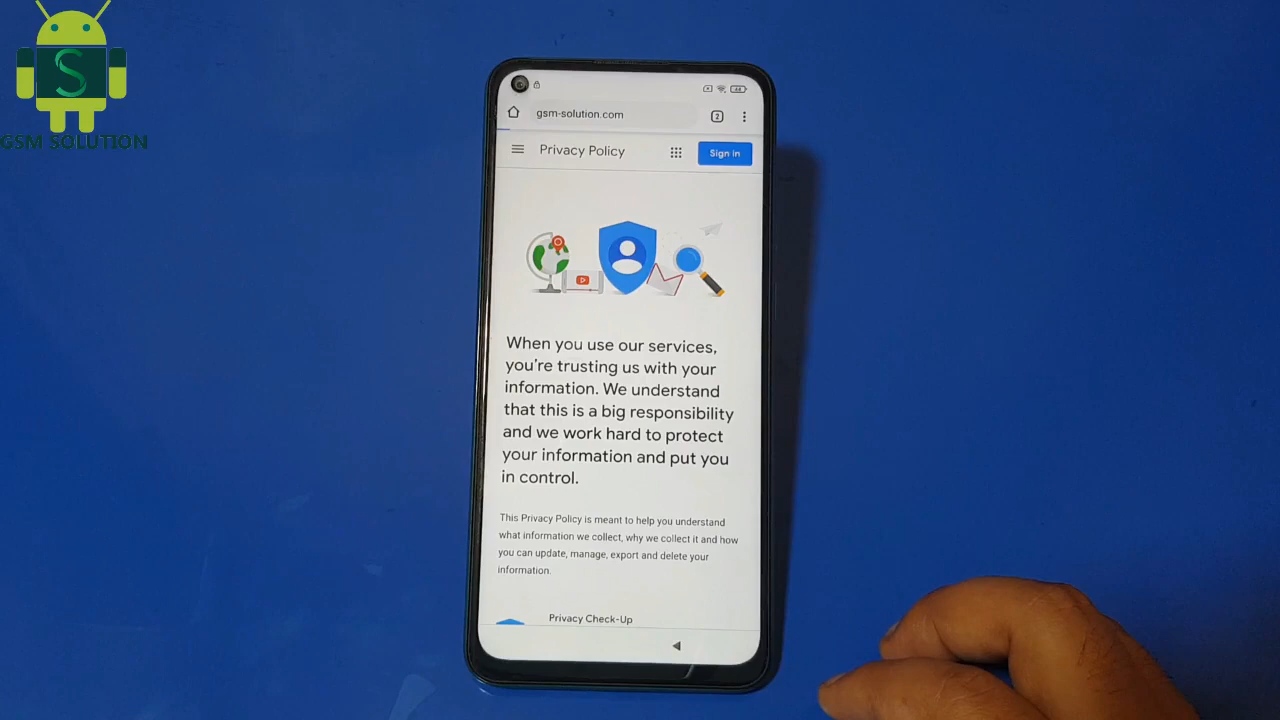 S
GSM SOLUTION
48
gsm-solution.com
2
Privacy Policy
Sign in
When you use our services,
you're trusting us with your
information. We understand
that this is a big responsibility
and we work hard to protect
your information and put you
in control.
This Privacy Policy is meant to help you understand
what information we collect, why we collect it and how
you can update, manage, export and delete your
information.
Privacy Check-Up